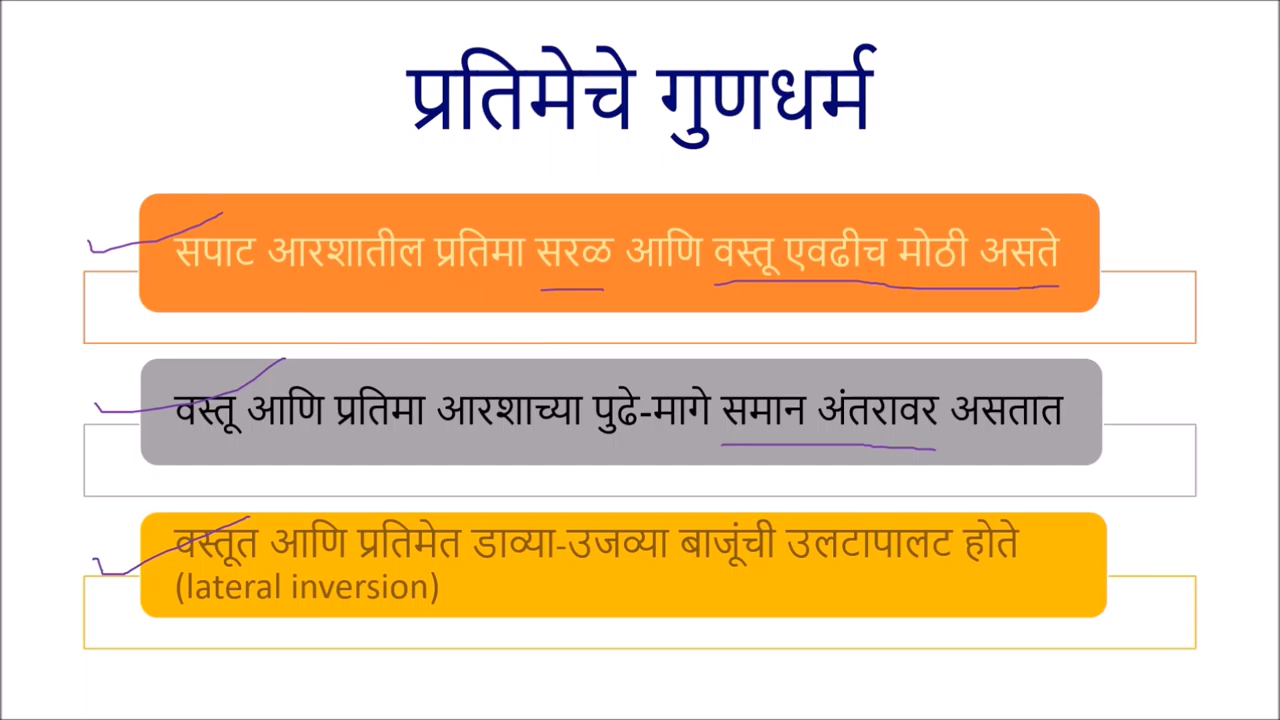 प्रतिमेचे गुणधर्म
सपाट आरशातील प्रतिमा सरळ आणि वस्तू एवढीच मोठी असते
वस्तू आणि प्रतिमा आरशाच्या पुढे-मागे समान अंतरावर असतात
वस्तूत आणि प्रतिमेत डाव्या-उजव्या बाजूंची उलटापालट होते
(lateral inversion)